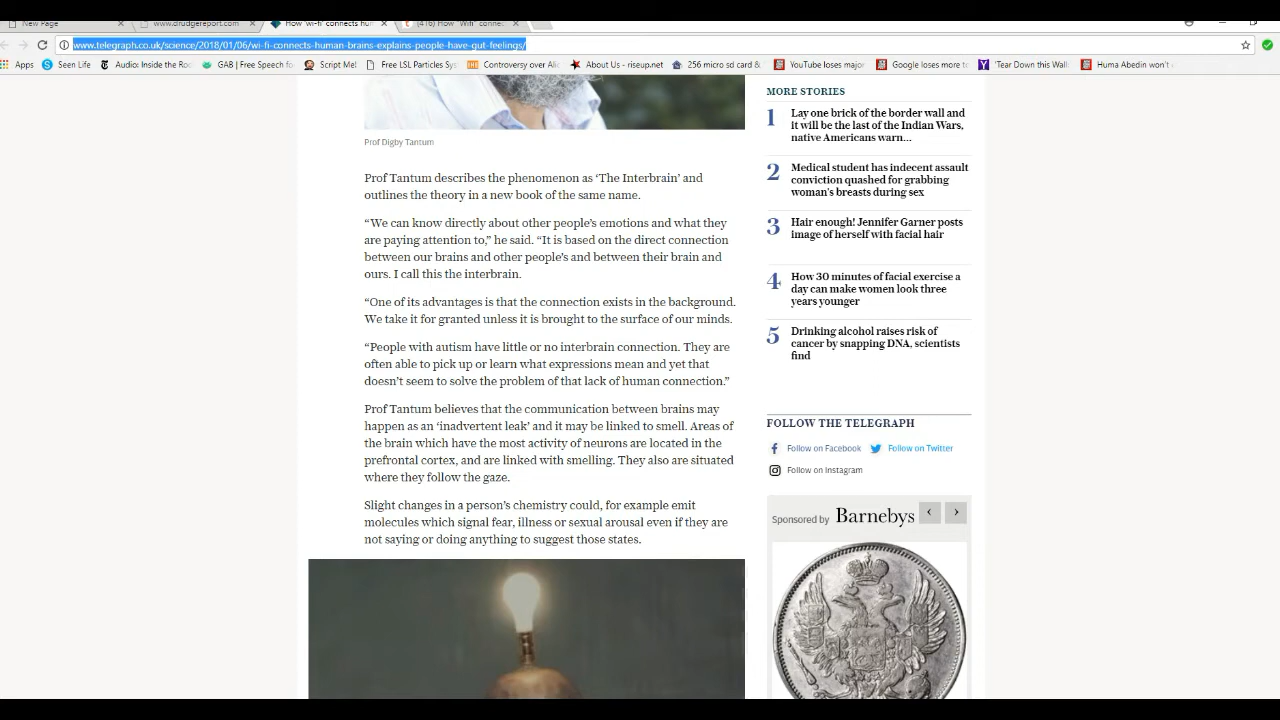 New Page
www.drudgereport.com
How 'wi-fi' connects hum
(416) How "Wifi" conne
www.telegraph.co.uk/science/2018/01/06/wi-fi-connects-human-brains-explains-people-have-gut-feelings/
Apps
Seen Life
Audio: Inside the Ro
GAB | Free Speech fo
Script Me!
Free LSL Particles Sy
Controversy over Ali
About Us - riseup.net
256 micro sd card &
YouTube loses major
Google loses more t
'Tear Down this Wall
Huma Abedin won't
Prof Digby Tantum
Prof Tantum describes the phenomenon as ‘The Interbrain’ and
outlines the theory in a new book of the same name.
“We can know directly about other people’s emotions and what they
are paying attention to,” he said. “It is based on the direct connection
between our brains and other people’s and between their brain and
ours. I call this the interbrain.
“One of its advantages is that the connection exists in the background.
We take it for granted unless it is brought to the surface of our minds.
“People with autism have little or no interbrain connection. They are
often able to pick up or learn what expressions mean and yet that
doesn’t seem to solve the problem of that lack of human connection.”
Prof Tantum believes that the communication between brains may
happen as an ‘inadvertent leak’ and it may be linked to smell. Areas of
the brain which have the most activity of neurons are located in the
prefrontal cortex, and are linked with smelling. They also are situated
where they follow the gaze.
Slight changes in a person’s chemistry could, for example emit
molecules which signal fear, illness or sexual arousal even if they are
not saying or doing anything to suggest those states.
MORE STORIES
1 Lay one brick of the border wall and
it will be the last of the Indian Wars,
native Americans warn...
2 Medical student has indecent assault
conviction quashed for grabbing
woman's breasts during sex
3 Hair enough! Jennifer Garner posts
image of herself with facial hair
4 How 30 minutes of facial exercise a
day can make women look three
years younger
5 Drinking alcohol raises risk of
cancer by snapping DNA, scientists
find
FOLLOW THE TELEGRAPH
Follow on Facebook
Follow on Twitter
Follow on Instagram
Sponsored by Barnebys